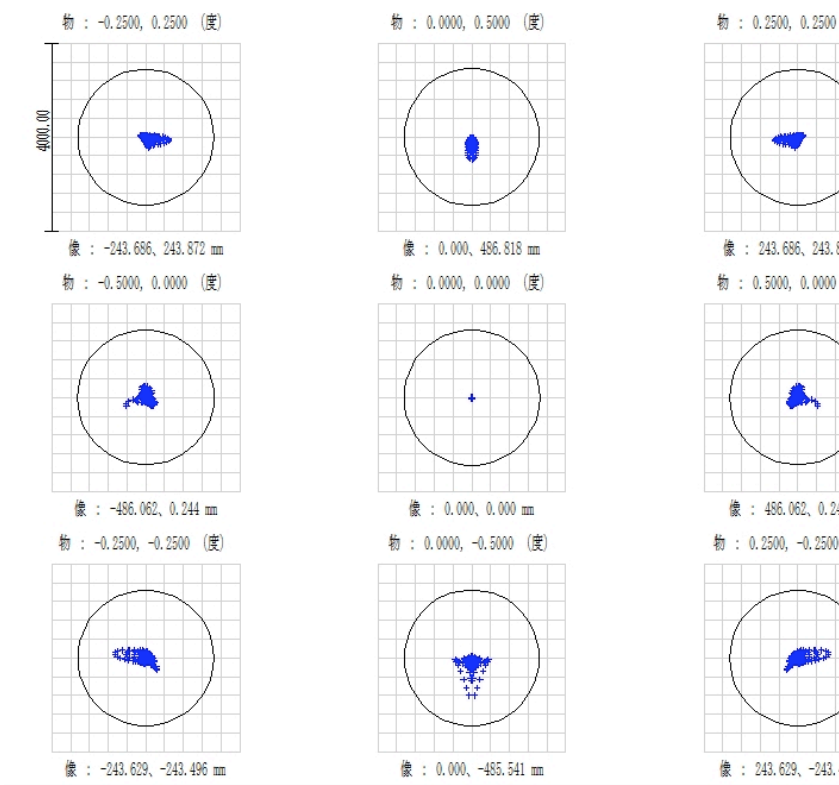 物 : -0.2500, 0.2500 (度)
物 : 0.0000, 0.5000 (度)
物 : 0.2500, 0.2500
4000.00
像 : -243.686、243.872 mm
像 : 0.000、486.818 mm
像 : 243.686、243.8
物 : -0.5000, 0.0000 (度)
物 : 0.0000, 0.0000 (度)
物 : 0.5000, 0.0000
像 : -486.062、0.244 mm
像 : 0.000、0.000 mm
像 : 486.062、0.24
物 : -0.2500, -0.2500 (度)
物 : 0.0000, -0.5000 (度)
物 : 0.2500, -0.2500
像 : -243.629、-243.496 mm
像 : 0.000、-485.541 mm
像 : 243.629、-243.